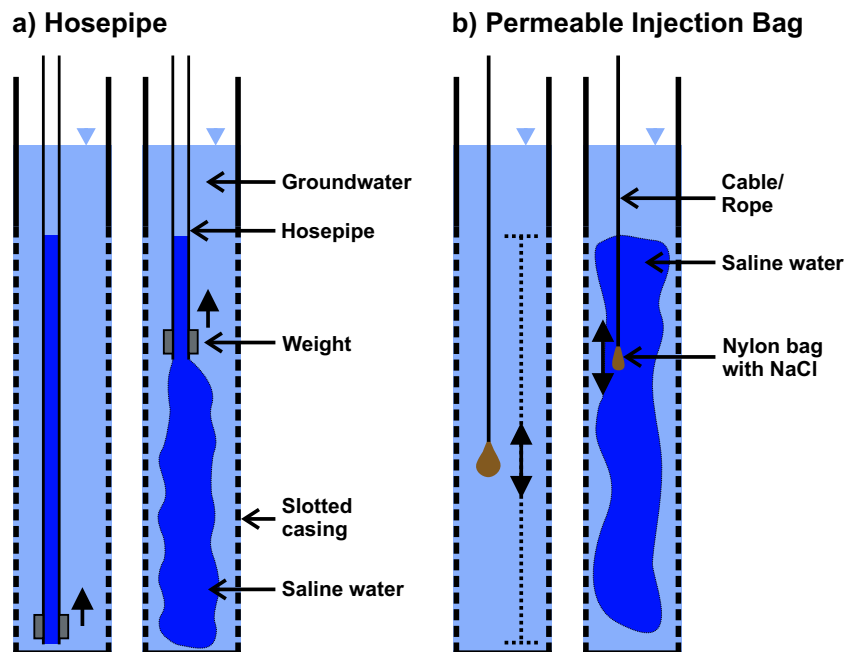 a) Hosepipe
b) Permeable Injection Bag
Groundwater
Hosepipe
Weight
Slotted
casing
Saline water
Cable/
Rope
Saline water
Nylon bag
with NaCl